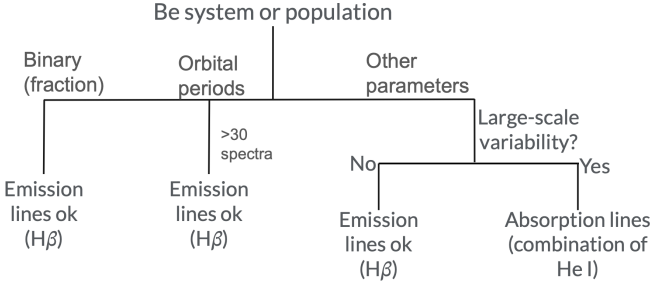 Be system or population
Binary
(fraction)
Orbital
periods
Other
parameters
>30
spectra
Large-scale
variability?
No
Yes
Emission
lines ok
(Hβ)
Emission
lines ok
(Hβ)
Emission
lines ok
(Hβ)
Absorption lines
(combination of
He I)